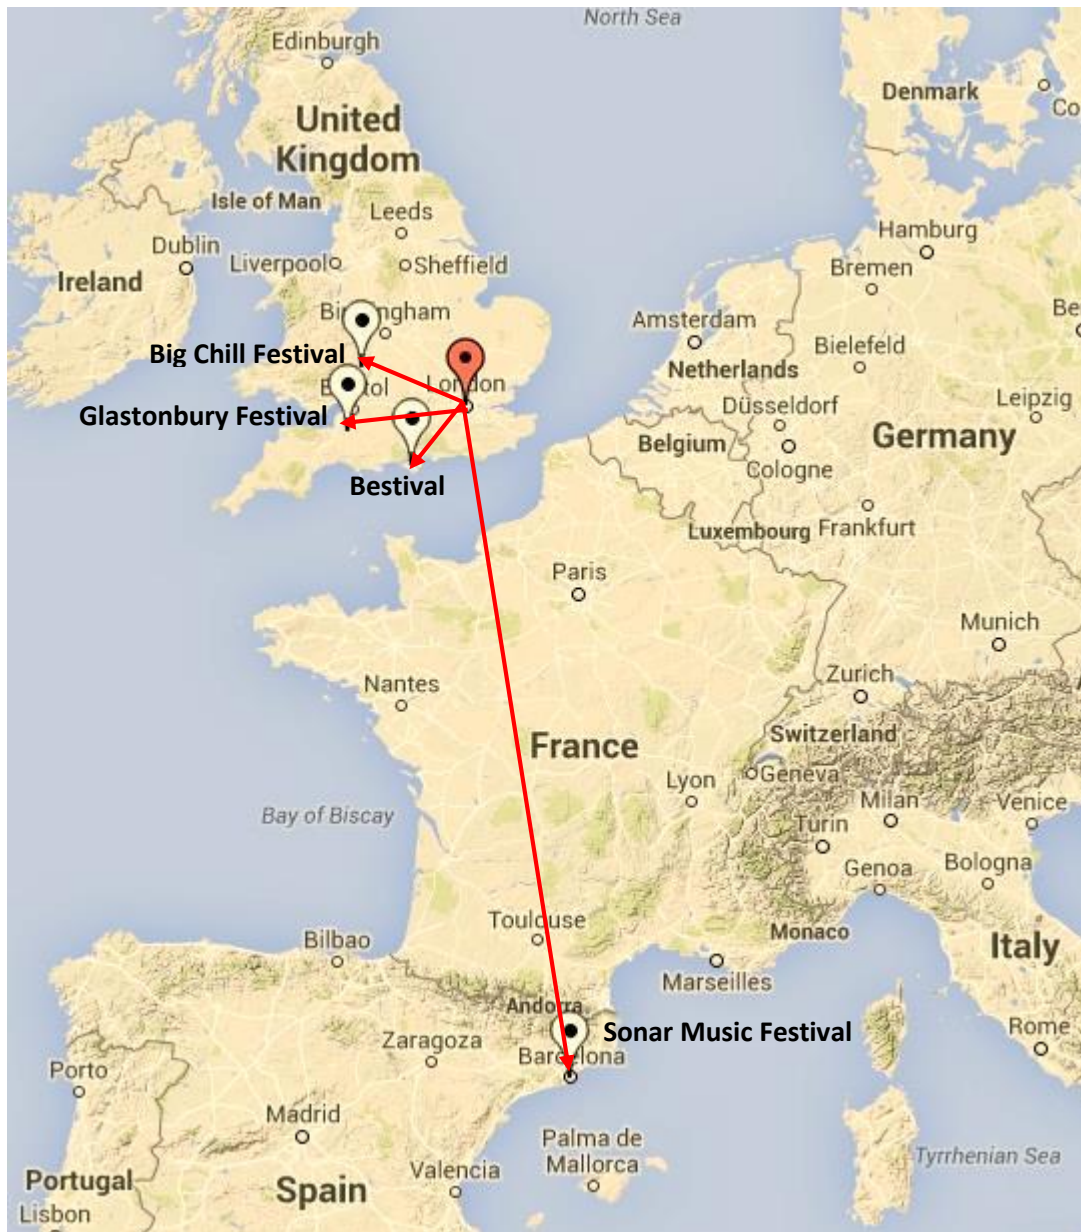 North Sea
Edinburgh
Denmark
Co
United
Kingdom
Isle of Man
Leeds
Hamburg
Dublin
Liverpool
Sheffield
Bremen
Ireland
Be
Birmingham
Amsterdam
Big Chill Festival
Netherlands
Bielefeld
London
Glastonbury Festival
Düsseldorf
Leipzig
Belgium
Germany
Cologne
Bestival
Luxembourg
Frankfurt
Paris
Munich
Nantes
Zurich
France
Switzerland
Lyon
Geneva
Bay of Biscay
Milan
Venice
Turin
Genoa
Bologna
Toulouse
Monaco
Bilbao
Italy
Marseilles
Andorra
Sonar Music Festival
Rome
Zaragoza
Barcelona
Porto
Madrid
Palma de
Mallorca
Tyrrhenian Sea
Portugal
Valencia
Spain
Lisbon